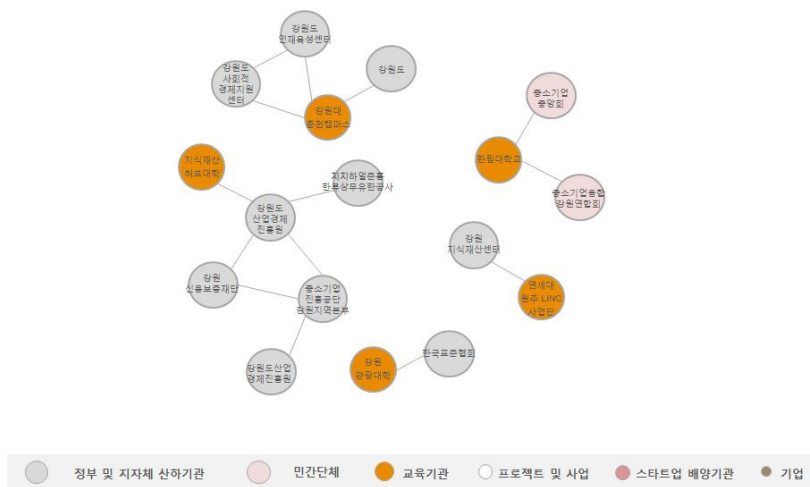 강원도
인재육성센터
강원도
강원도
사회적
경제지원
센터
강원대
춘천캠퍼스
중소기업
중앙회
한림대학교
지식재산
허브대학
지치하얼준홍
한류상무유한공사
중소기업융합
강원연합회
강원도
산업경제
진흥원
강원
지식재산센터
강원
신용보증재단
중소기업
진흥공단
강원지역본부
연세대
원주 LINC
사업단
한국표준협회
강원
관광대학
강원도산업
경제진흥원
정부 및 지자체 산하기관
민간단체
교육기관
프로젝트 및 사업
스타트업 배양기관
기업